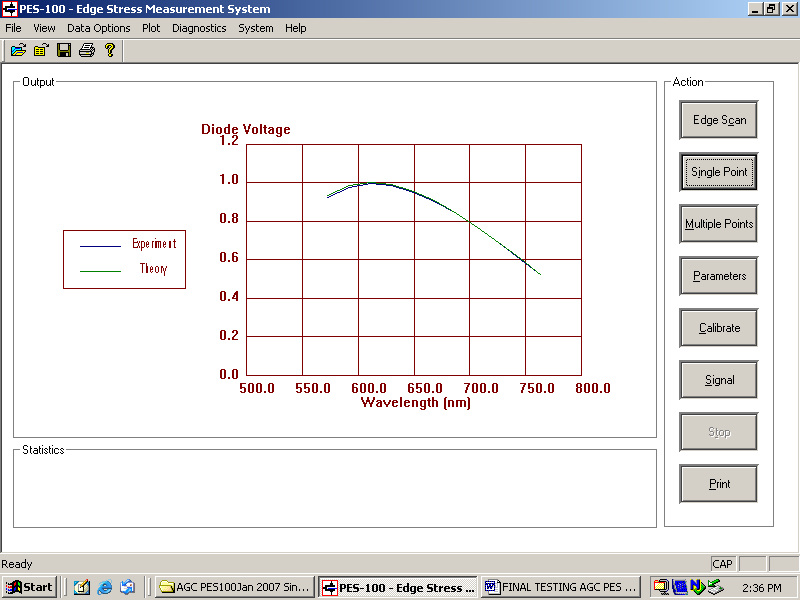 PES-100 - Edge Stress Measurement System
File View Data Options Plot Diagnostics System Help
Output
Action
Diode Voltage
1.2
1.0
0.8
0.6
0.4
0.2
0.0
500.0 550.0 600.0 650.0 700.0 750.0 800.0
Wavelength (nm)
Experiment
Theory
Edge Scan
Single Point
Multiple Points
Parameters
Calibrate
Signal
Stop
Print
Statistics
Ready
CAP
Start
AGC PES100Jan 2007 Sin...
PES-100 - Edge Stress ...
FINAL TESTING AGC PES ...
2:36 PM